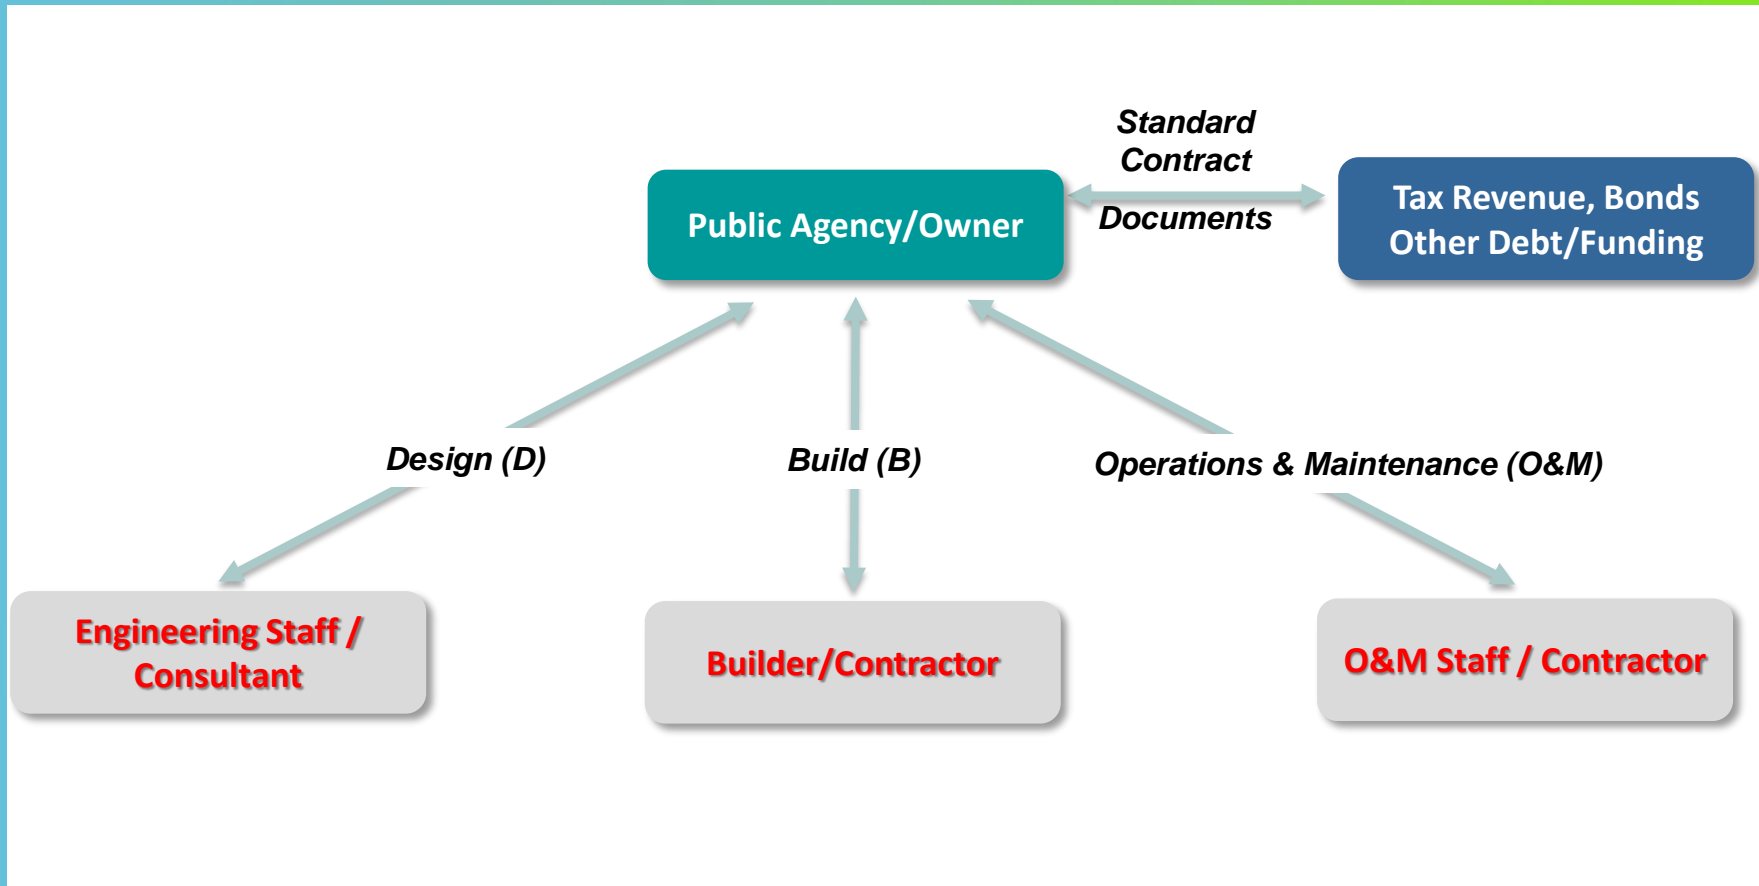 Standard
Contract
Documents
Public Agency/Owner
Tax Revenue, Bonds
Other Debt/Funding
Design (D)
Build (B)
Operations & Maintenance (O&M)
Engineering Staff /
Consultant
Builder/Contractor
O&M Staff / Contractor